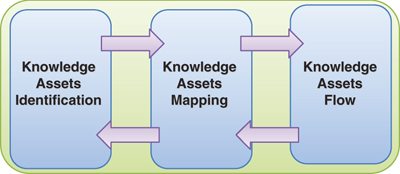 Knowledge
Assets
Identification
Knowledge
Assets
Mapping
Knowledge
Assets
Flow